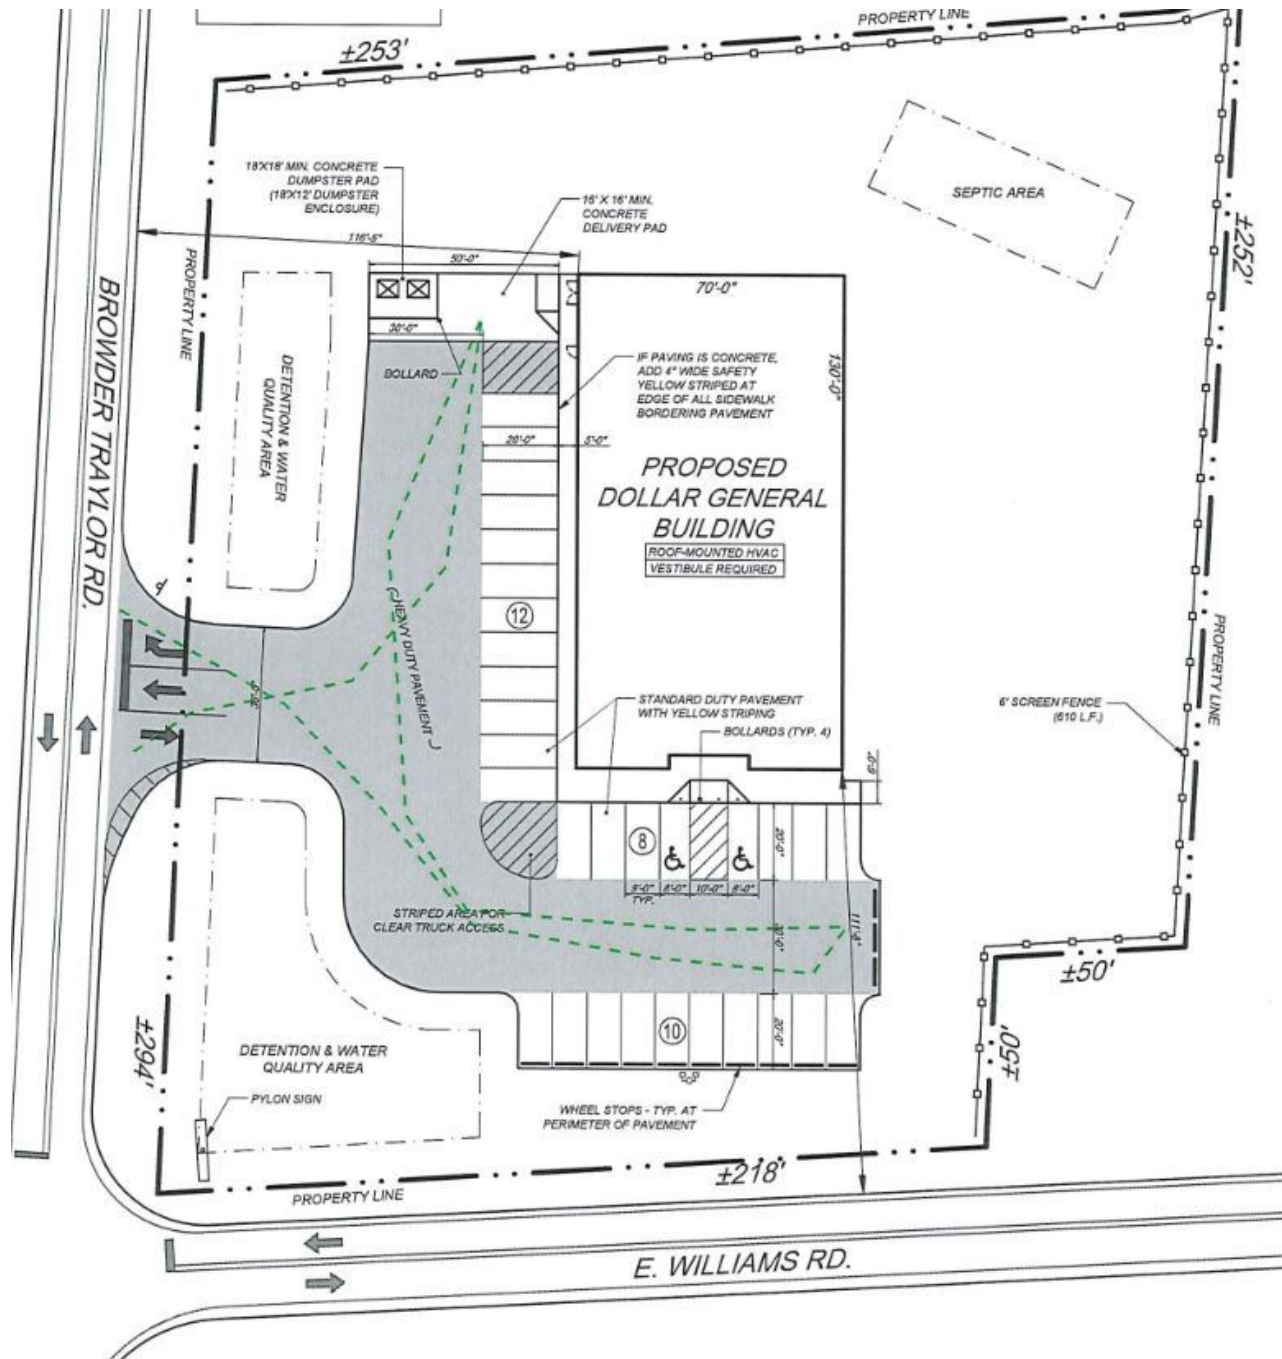 PROPERTY LINE
±253'
18'X18' MIN. CONCRETE
DUMPSTER PAD
(18'X12' DUMPSTER
ENCLOSURE)
16' X 16' MIN.
CONCRETE
DELIVERY PAD
SEPTIC AREA
±252'
116'-5"
50'-0"
70'-0"
PROPERTY LINE
30'-0"
BOLLARD
BROWDER TRAYLOR RD.
DETENTION & WATER
QUALITY AREA
IF PAVING IS CONCRETE,
ADD 4" WIDE SAFETY
YELLOW STRIPED AT
EDGE OF ALL SIDEWALK
BORDERING PAVEMENT
130'-0"
20'-0"
5'-0"
PROPOSED
DOLLAR GENERAL
BUILDING
ROOF-MOUNTED HVAC
VESTIBULE REQUIRED
12
HEAVY DUTY PAVEMENT
PROPERTY LINE
STANDARD DUTY PAVEMENT
WITH YELLOW STRIPING
BOLLARDS (TYP. 4)
6' SCREEN FENCE
(610 L.F.)
8
20'-0"
9'-0"
TYP.
8'-0"
10'-0"
8'-0"
STRIPED AREA FOR
CLEAR TRUCK ACCESS
30'-0"
±50'
10
20'-0"
±50'
±294'
DETENTION & WATER
QUALITY AREA
PYLON SIGN
WHEEL STOPS - TYP. AT
PERIMETER OF PAVEMENT
±218'
PROPERTY LINE
E. WILLIAMS RD.